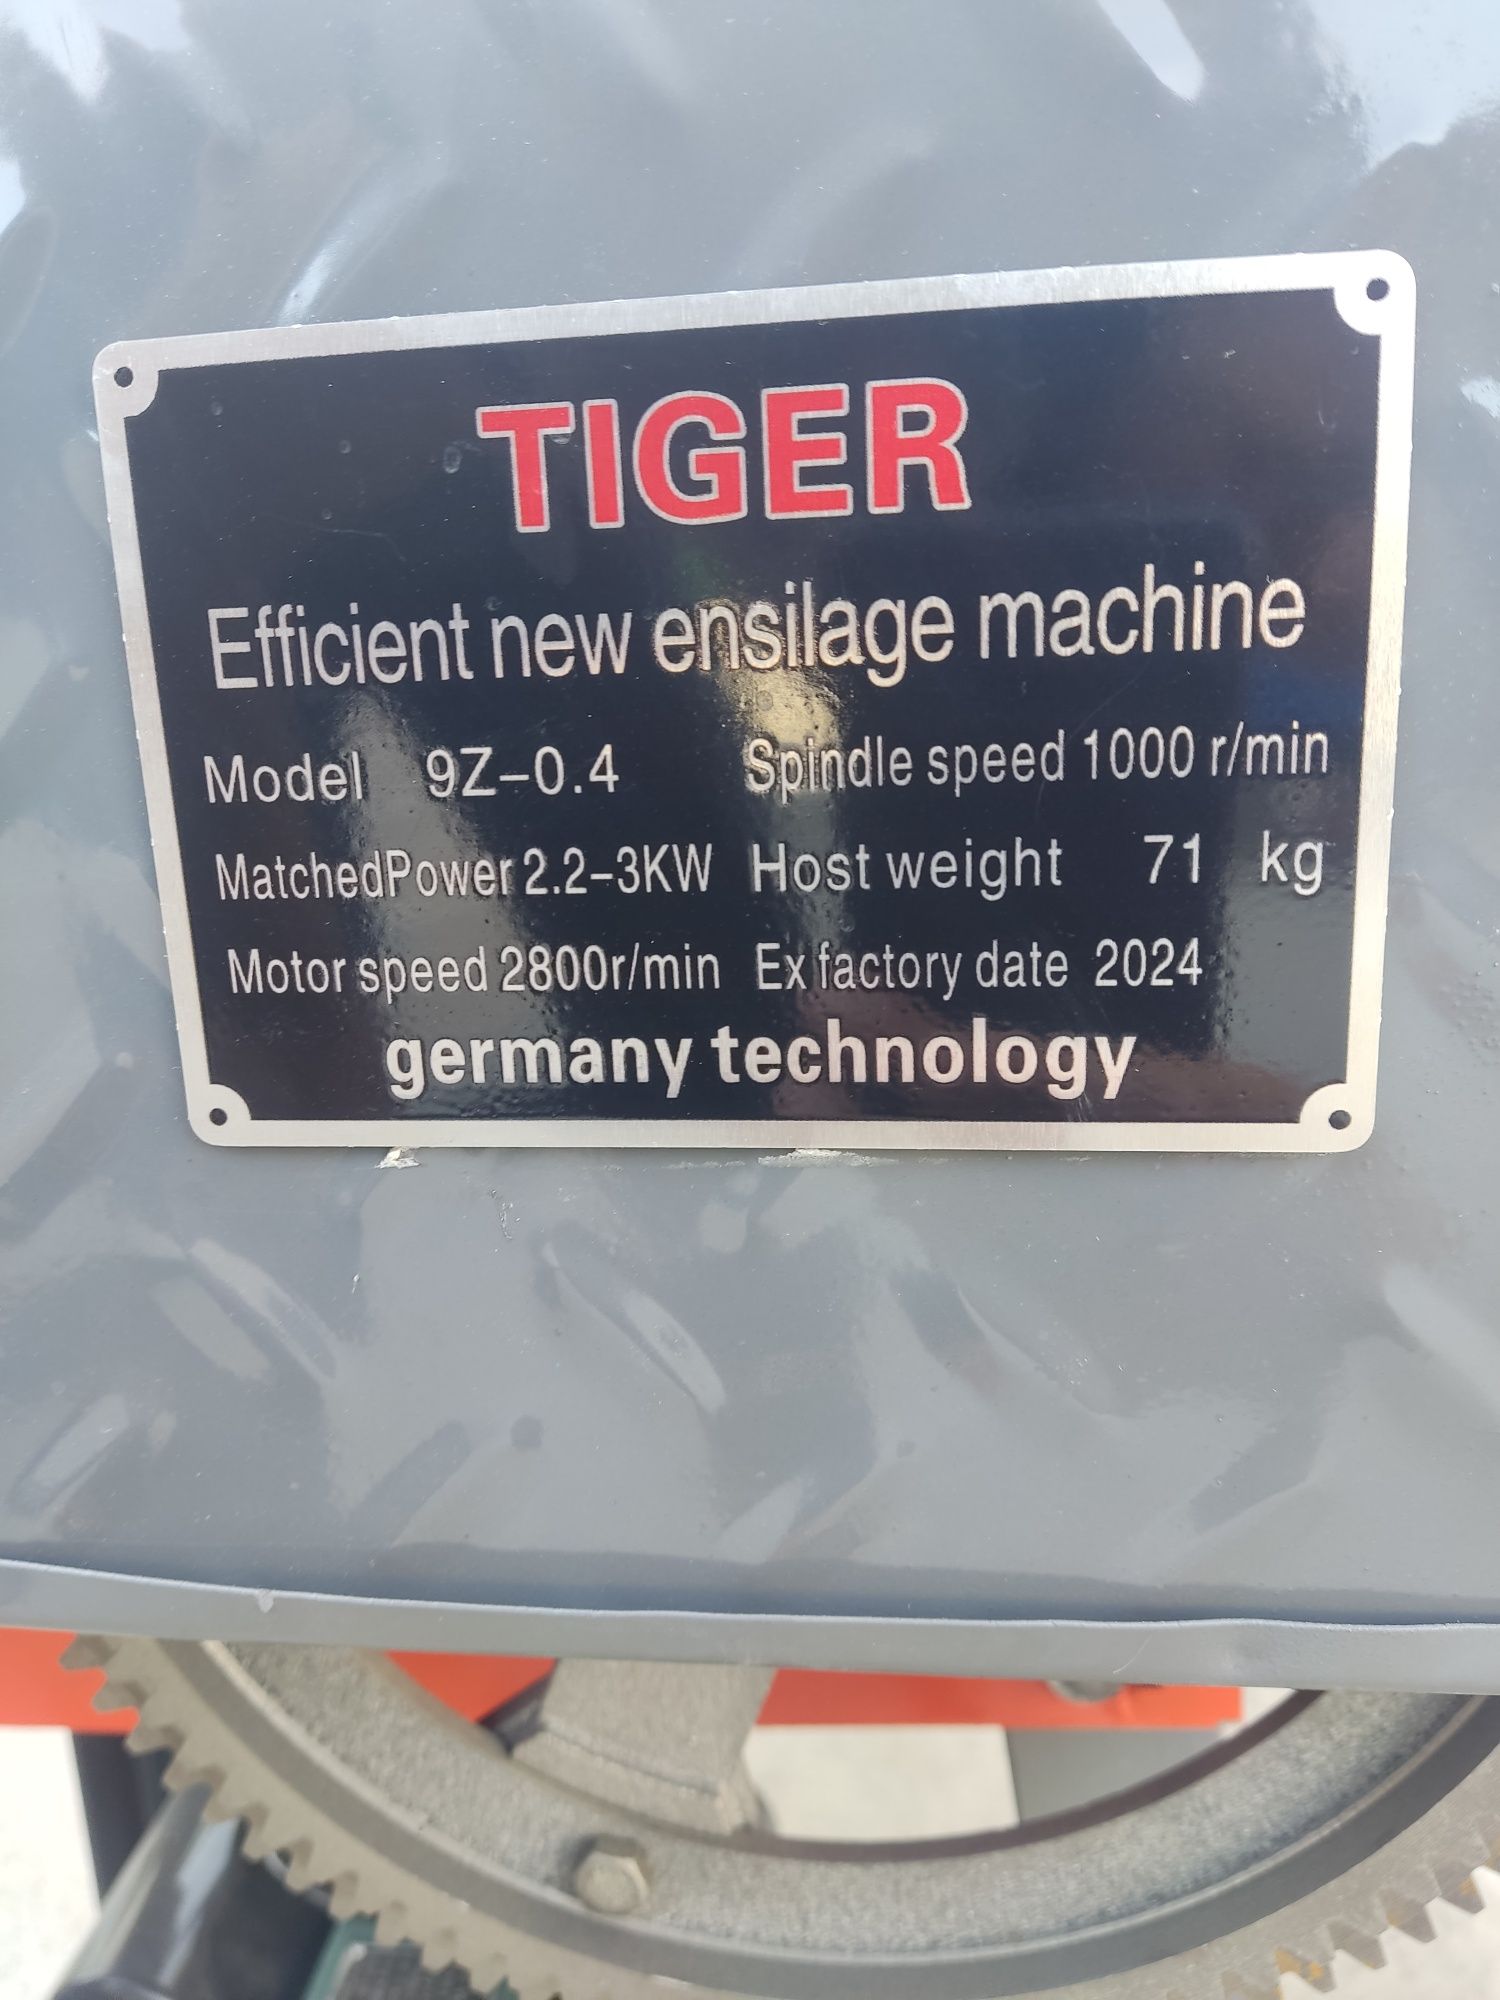 TIGER
Efficient new ensilage machine
Model 9Z-0.4 Spindle speed 1000 r/min
MatchedPower 2.2-3KW Host weight 71 kg
Motor speed 2800r/min Ex factory date 2024
germany technology